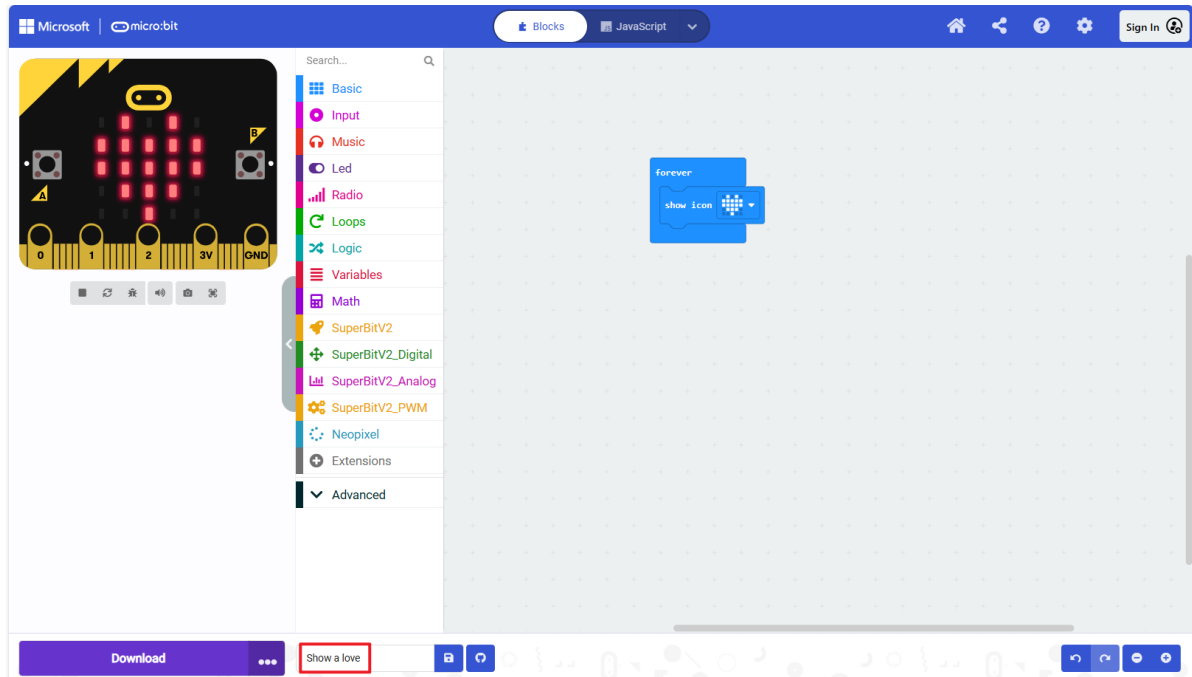 Microsoft micro:bit Blocks JavaScript Sign In
Search...
Basic
Input
Music
Led
Radio
Loops
Logic
Variables
Math
SuperBitV2
SuperBitV2_Digital
SuperBitV2_Analog
SuperBitV2_PWM
Neopixel
Extensions
Advanced
B
A
0 1 2 3V GND
forever
show icon
Download
Show a love